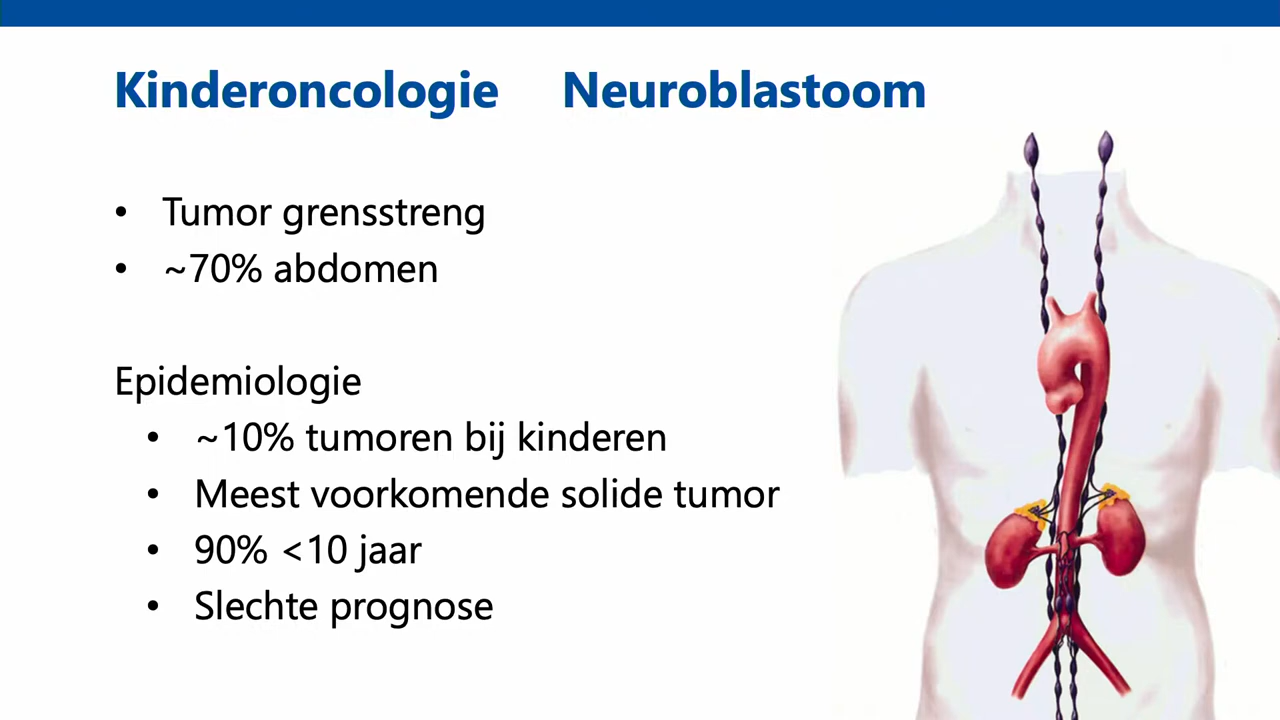 Kinderoncologie Neuroblastoom
• Tumor grensstreng
• ~70% abdomen
Epidemiologie
• ~10% tumoren bij kinderen
• Meest voorkomende solide tumor
• 90% <10 jaar
• Slechte prognose